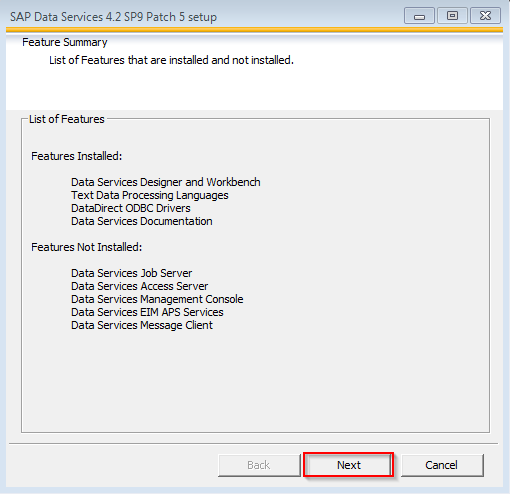 SAP Data Services 4.2 SP9 Patch 5 setup
Feature Summary
List of Features that are installed and not installed.
List of Features
Features Installed:
Data Services Designer and Workbench
Text Data Processing Languages
DataDirect ODBC Drivers
Data Services Documentation
Features Not Installed:
Data Services Job Server
Data Services Access Server
Data Services Management Console
Data Services EIM APS Services
Data Services Message Client
Back Next Cancel